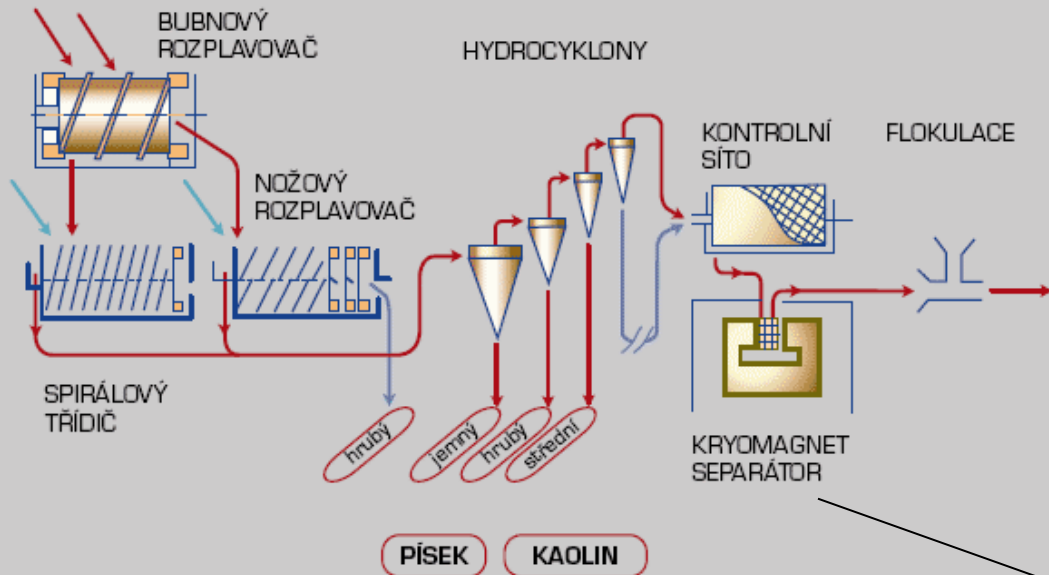 BUBNOVÝ
ROZPLAVOVAČ
HYDROCYKLONY
KONTROLNÍ
SÍTO
FLOKULACE
NOŽOVÝ
ROZPLAVOVAČ
SPIRÁLOVÝ
TŘÍDIČ
hrubý
jemný
hrubý
střední
KRYOMAGNET
SEPARÁTOR
PÍSEK
KAOLIN